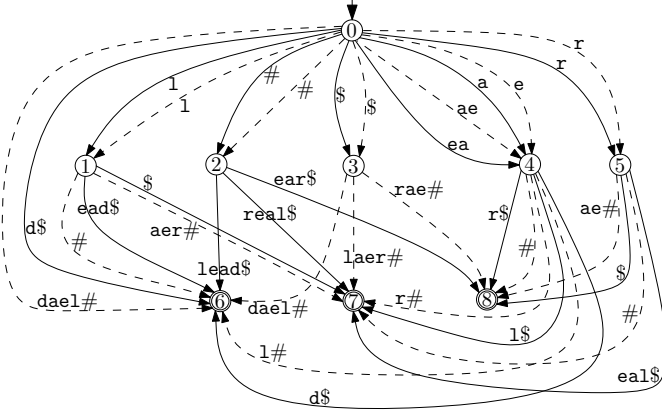 0
r
r
# # $ $ a e
l
l ae
ea
1 2 3 4 5
$ ear$ rae#
ead$ real$ r$ ae#
d$ # aer# laer# # $
lead$
dael# 6 dael# 7 r# 8 #
l$
l#
eal$
d$